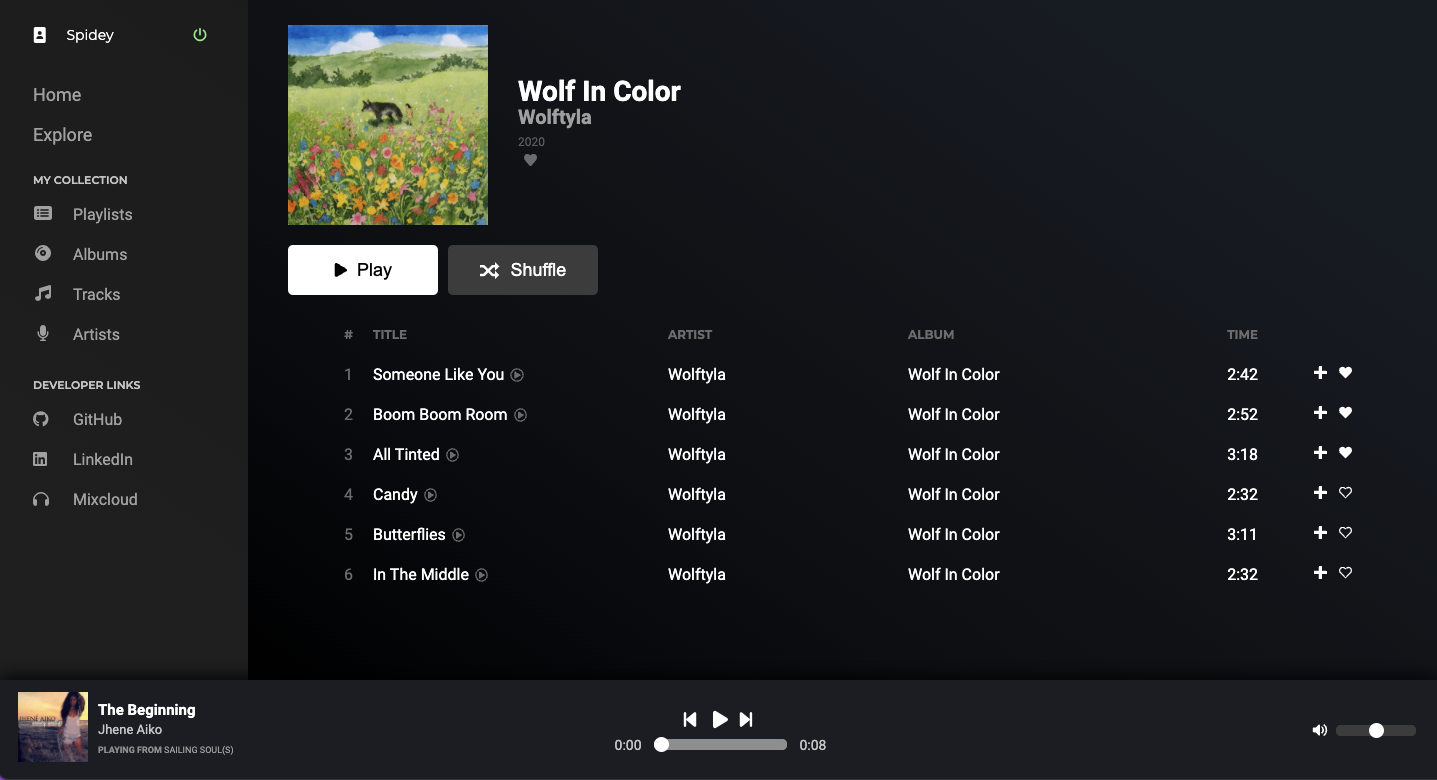 Spidey
Home
Explore
MY COLLECTION
Playlists
Albums
Tracks
Artists
DEVELOPER LINKS
GitHub
LinkedIn
Mixcloud
Wolf In Color
Wolftyla
2020
Play
Shuffle
# TITLE ARTIST ALBUM TIME
1 Someone Like You Wolftyla Wolf In Color 2:42
2 Boom Boom Room Wolftyla Wolf In Color 2:52
3 All Tinted Wolftyla Wolf In Color 3:18
4 Candy Wolftyla Wolf In Color 2:32
5 Butterflies Wolftyla Wolf In Color 3:11
6 In The Middle Wolftyla Wolf In Color 2:32
JHENÉ AIKO
The Beginning
Jhene Aiko
PLAYING FROM SAILING SOUL(S)
0:00
0:08